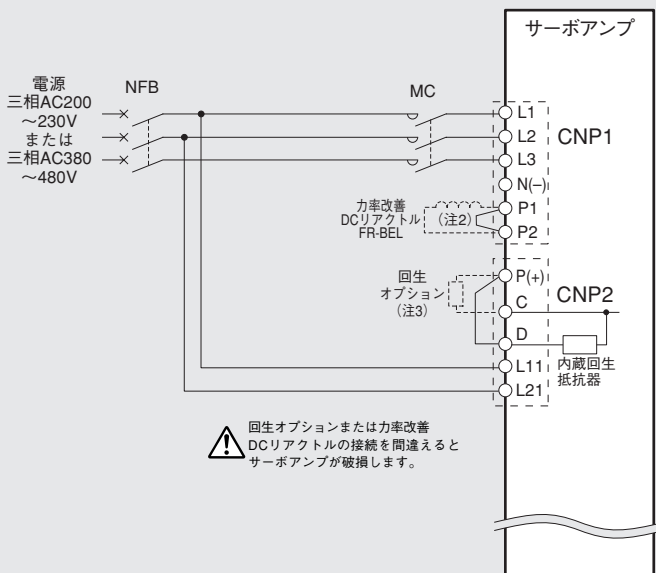 サーボアンプ
電源
三相AC200
～230V
または
三相AC380
～480V
NFB
MC
L1
L2
L3
N(–)
P1
P2
CNP1
力率改善
DCリアクトル
FR-BEL
（注2）
回生
オプション
（注3）
P(+)
C
D
L11
L21
CNP2
内蔵回生
抵抗器
回生オプションまたは力率改善
DCリアクトルの接続を間違えると
サーボアンプが破損します。